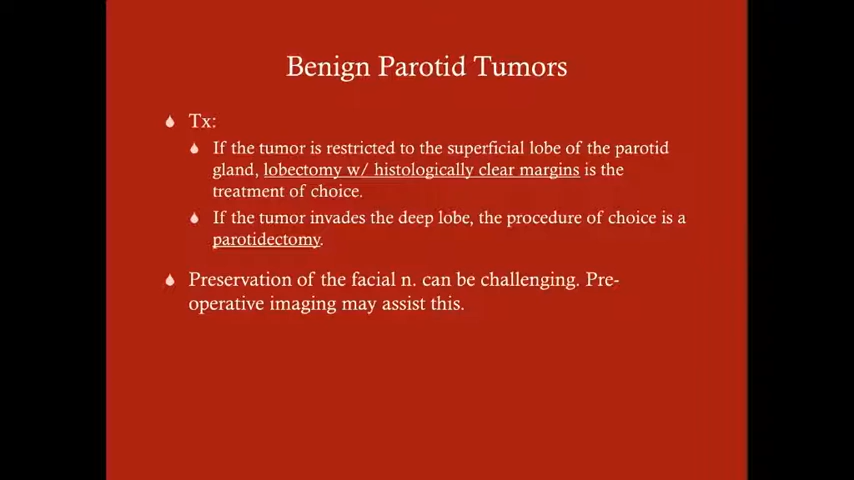 Benign Parotid Tumors
Tx:
If the tumor is restricted to the superficial lobe of the parotid
gland, lobectomy w/ histologically clear margins is the
treatment of choice.
If the tumor invades the deep lobe, the procedure of choice is a
parotidectomy.
Preservation of the facial n. can be challenging. Pre-
operative imaging may assist this.